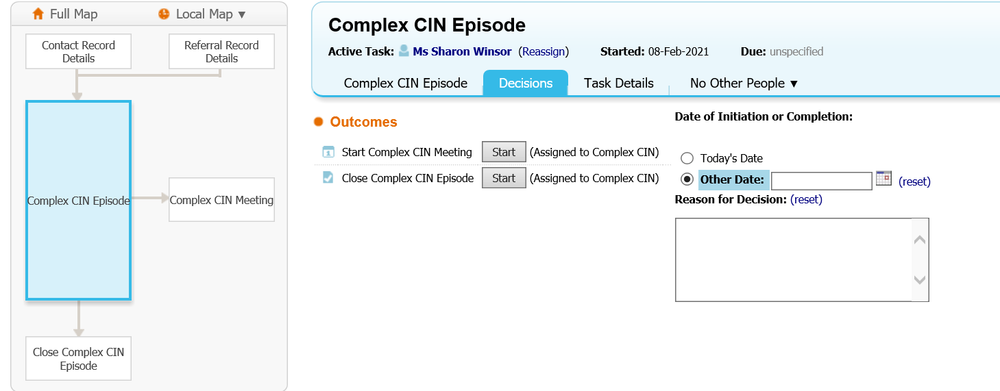 Full Map
Local Map ▼
Contact Record
Details
Referral Record
Details
Complex CIN Episode
Complex CIN Meeting
Close Complex CIN
Episode
Complex CIN Episode
Active Task: Ms Sharon Winsor (Reassign) Started: 08-Feb-2021 Due: unspecified
Complex CIN Episode Decisions Task Details No Other People ▼
Outcomes
Start Complex CIN Meeting Start (Assigned to Complex CIN)
Close Complex CIN Episode Start (Assigned to Complex CIN)
Date of Initiation or Completion:
Today's Date
Other Date: (reset)
Reason for Decision: (reset)